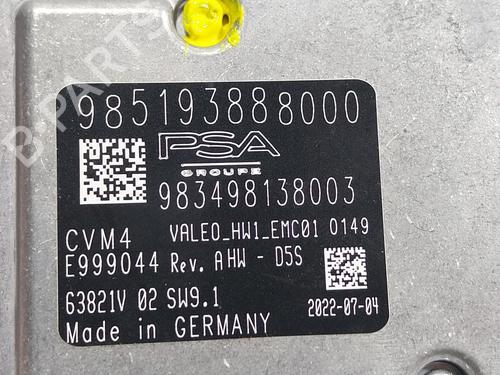 985193888000
PSA
GROUPE
983498138003
CVM4 VALEO_HW1_EMC01 0149
E999044 Rev. AHW - D5S
63821V 02 SW9.1
2022-07-04
Made in GERMANY
B-PARTS